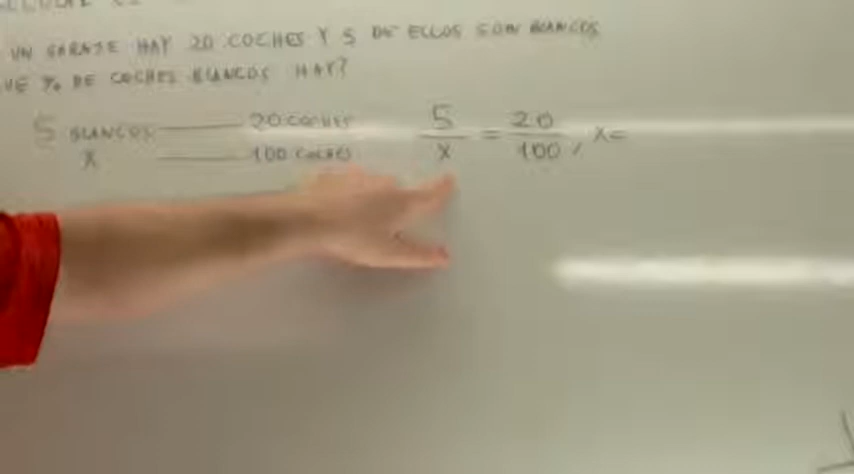 UN GARAJE HAY 20 COCHES Y 5 DE ELLOS SON BLANCOS
UÉ % DE COCHES BLANCOS HAY?
5 BLANCOS ——— 20 COCHES
X ——— 100 COCHES
5/X = 20/100, X=